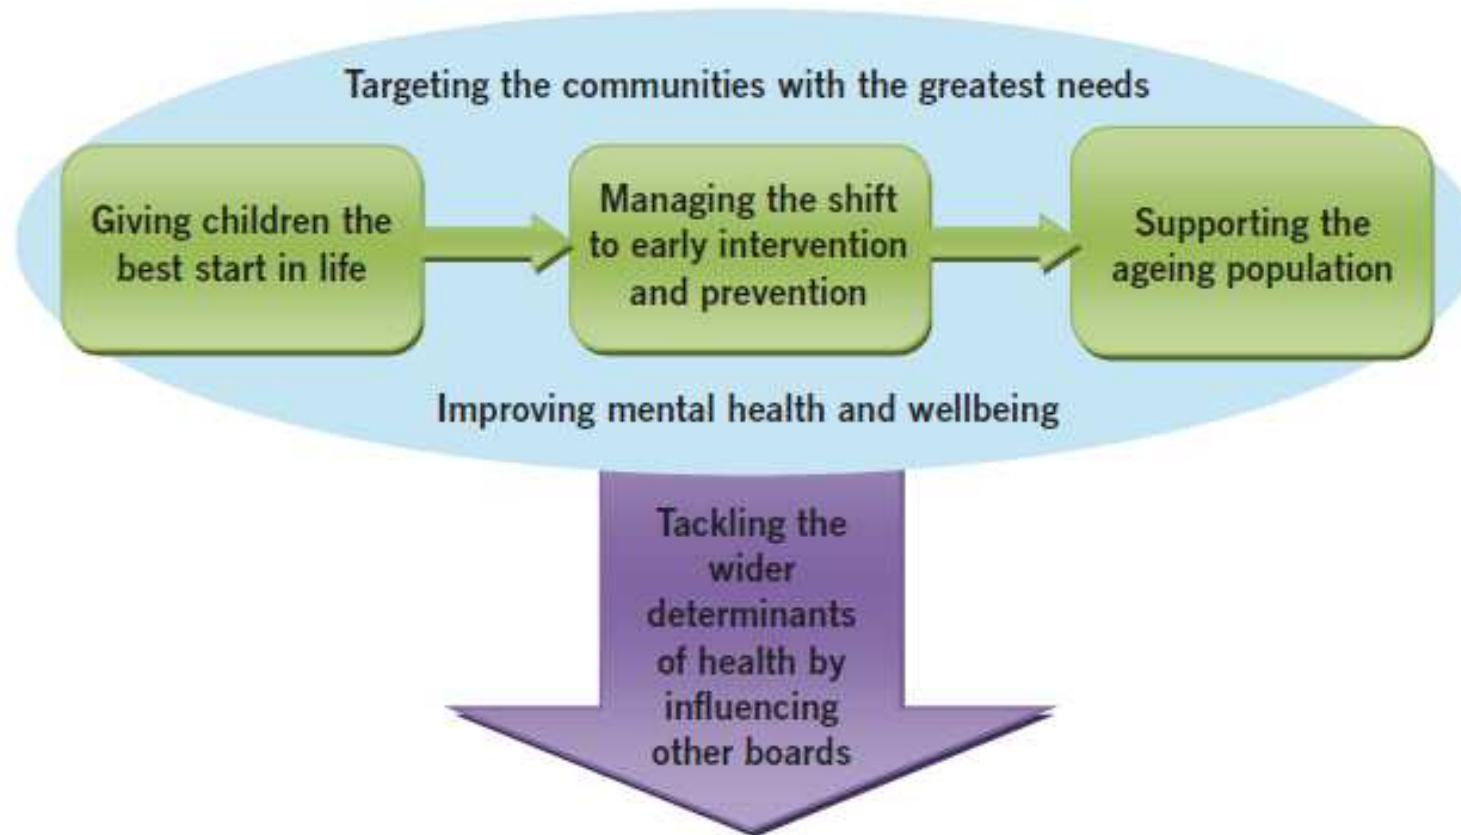 Targeting the communities with the greatest needs
Giving children the
best start in life
Managing the shift
to early intervention
and prevention
Supporting the
ageing population
Improving mental health and wellbeing
Tackling the
wider
determinants
of health by
influencing
other boards